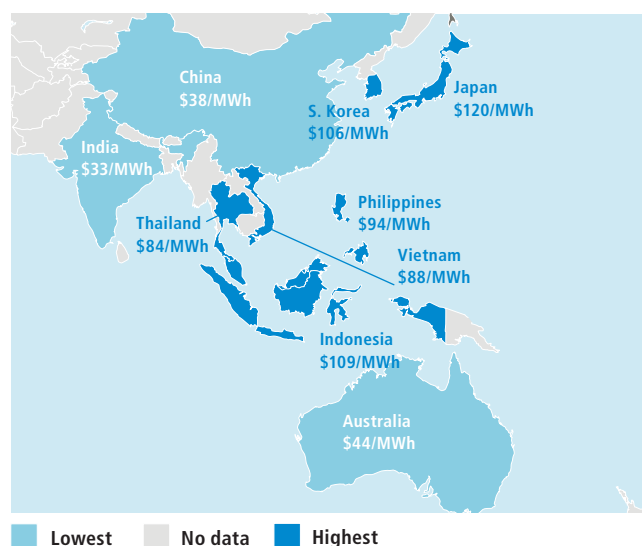 China
$38/MWh
Japan
$120/MWh
S. Korea
$106/MWh
India
$33/MWh
Philippines
$94/MWh
Thailand
$84/MWh
Vietnam
$88/MWh
Indonesia
$109/MWh
Australia
$44/MWh
Lowest No data Highest